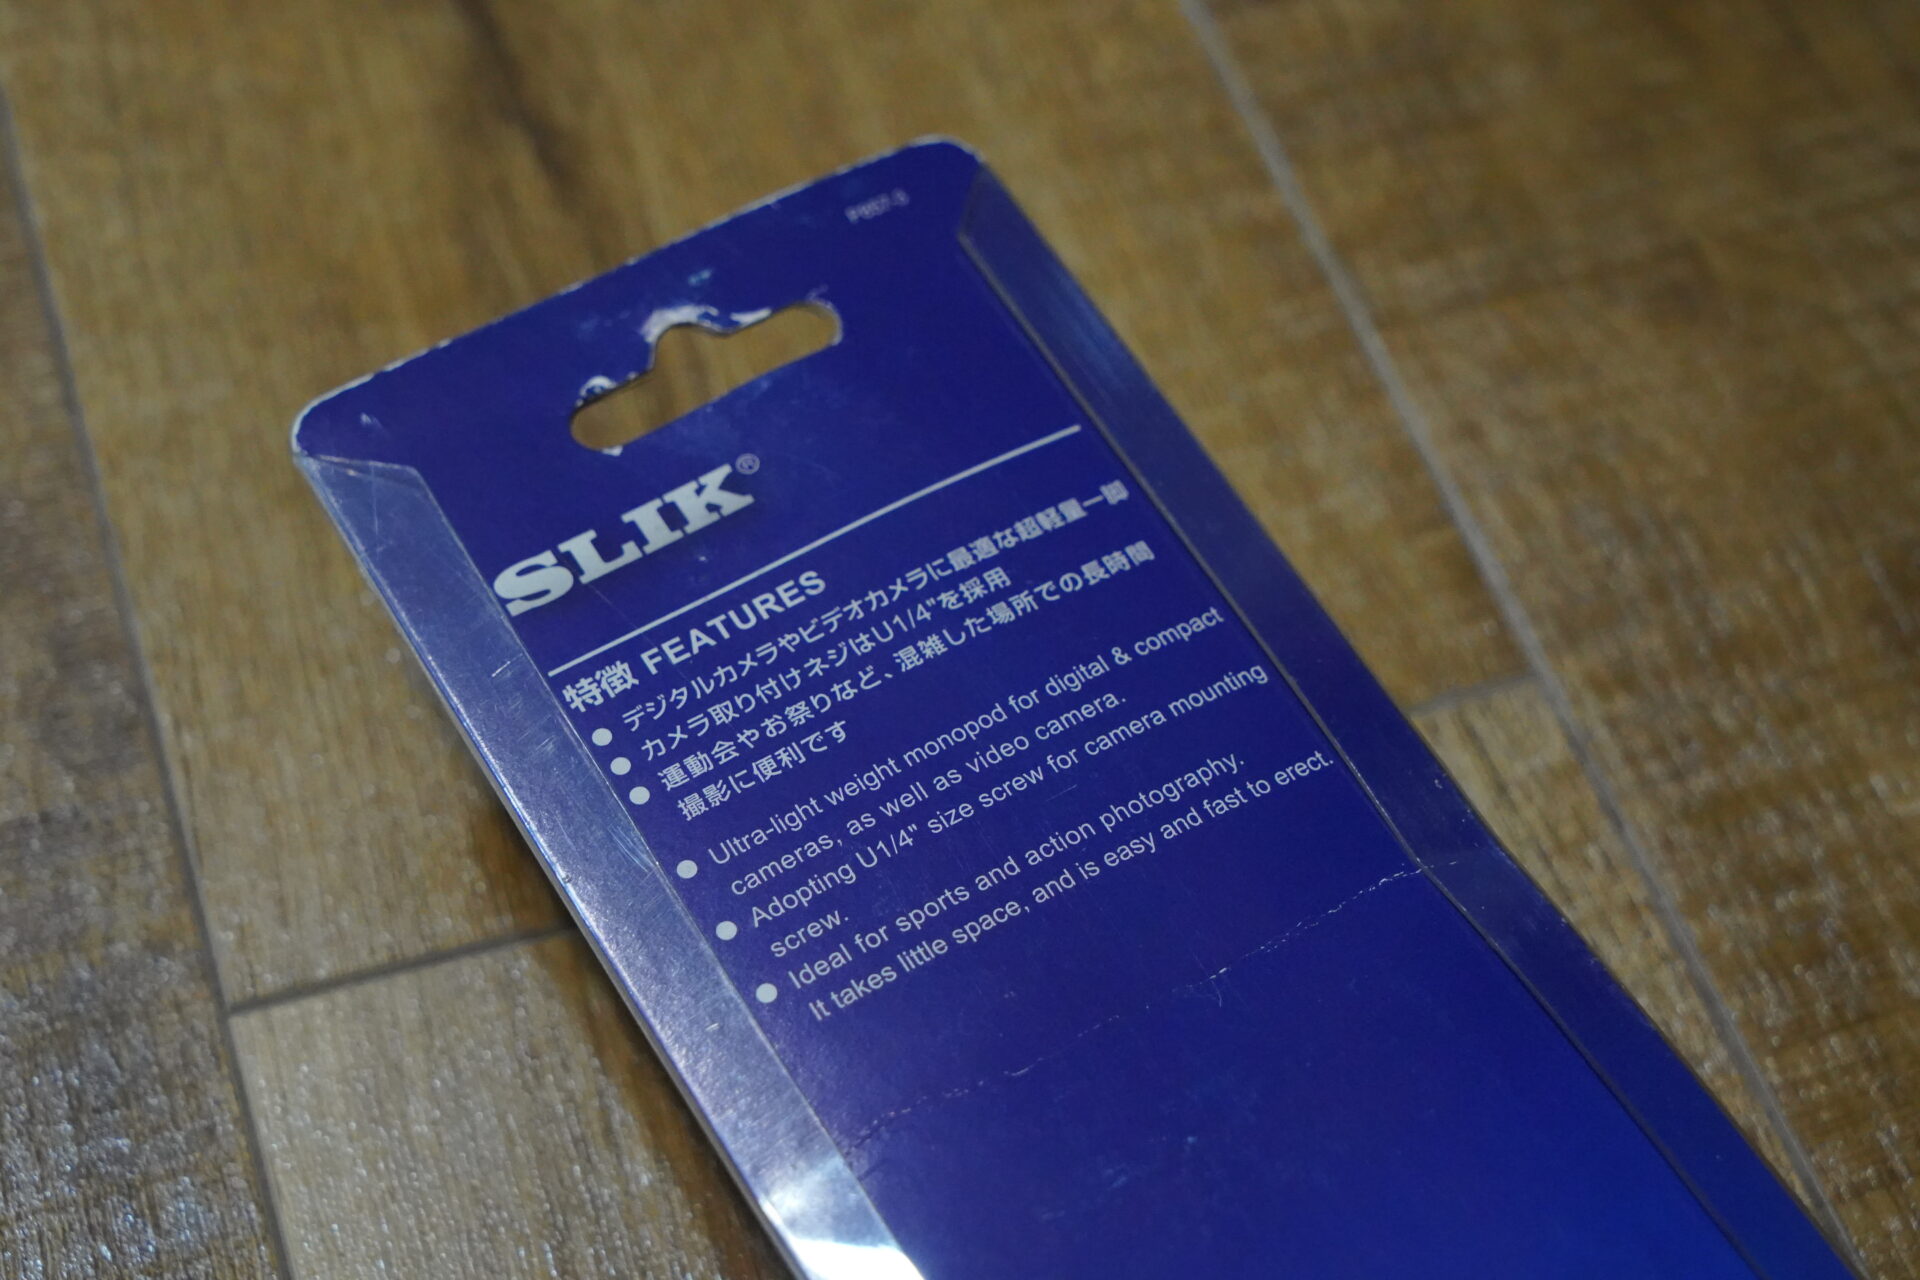 SLIK®
特徴 FEATURES
● デジタルカメラやビデオカメラに最適な超軽量一脚
● カメラ取り付けネジはU1/4"を採用
● 運動会やお祭りなど、混雑した場所での長時間
撮影に便利です
● Ultra-light weight monopod for digital & compact
cameras, as well as video camera.
● Adopting U1/4" size screw for camera mounting
screw.
● Ideal for sports and action photography.
It takes little space, and is easy and fast to erect.